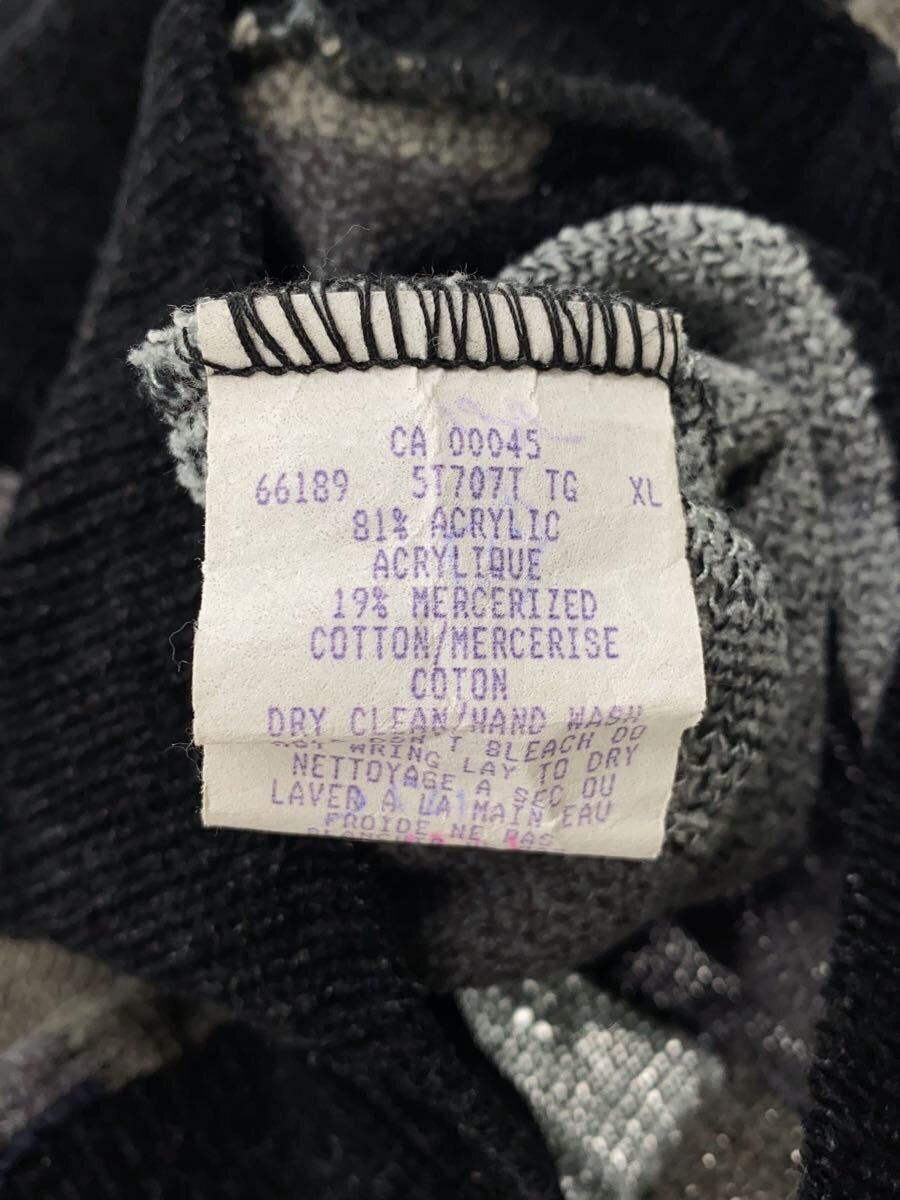 CA 00045
66189 5T707T TG XL
81% ACRYLIC
ACRYLIQUE
19% MERCERIZED
COTTON/MERCERISE
COTON
DRY CLEAN/HAND WASH
BLEACH DO
WRING LAY TO DRY
NETTOYAGE A SEC OU
LAVER A LA MAIN EAU
FROIDE NE PAS